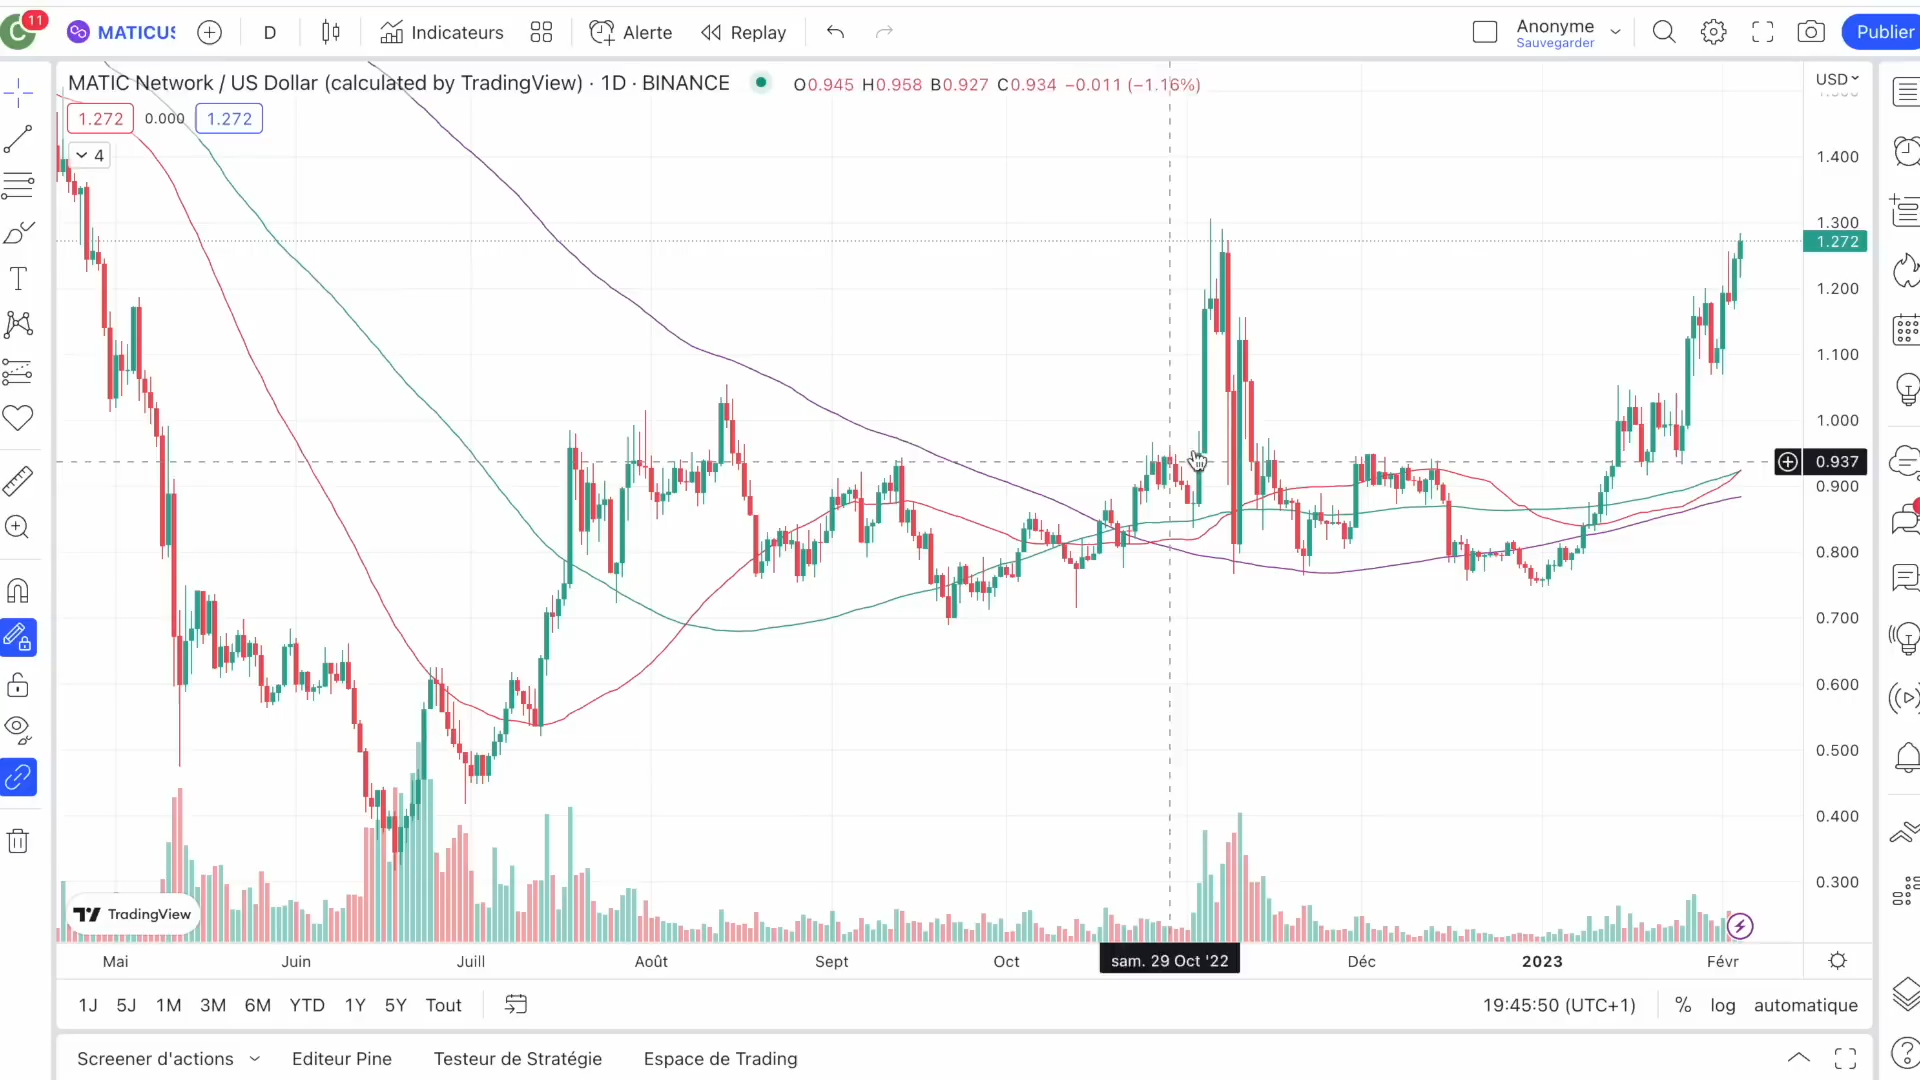 C 11 MATICUS D Indicateurs Alerte Replay Anonyme Sauvegarder Publier
MATIC Network / US Dollar (calculated by TradingView) · 1D · BINANCE O0.945 H0.958 B0.927 C0.934 −0.011 (−1.16%) USD
1.272 0.000 1.272
4
1.400
1.300
1.272
1.200
1.100
1.000
0.937
0.900
0.800
0.700
0.600
0.500
0.400
0.300
TradingView
Mai Juin Juill Août Sept Oct sam. 29 Oct '22 Déc 2023 Févr
1J 5J 1M 3M 6M YTD 1Y 5Y Tout 19:45:50 (UTC+1) % log automatique
Screener d'actions Editeur Pine Testeur de Stratégie Espace de Trading